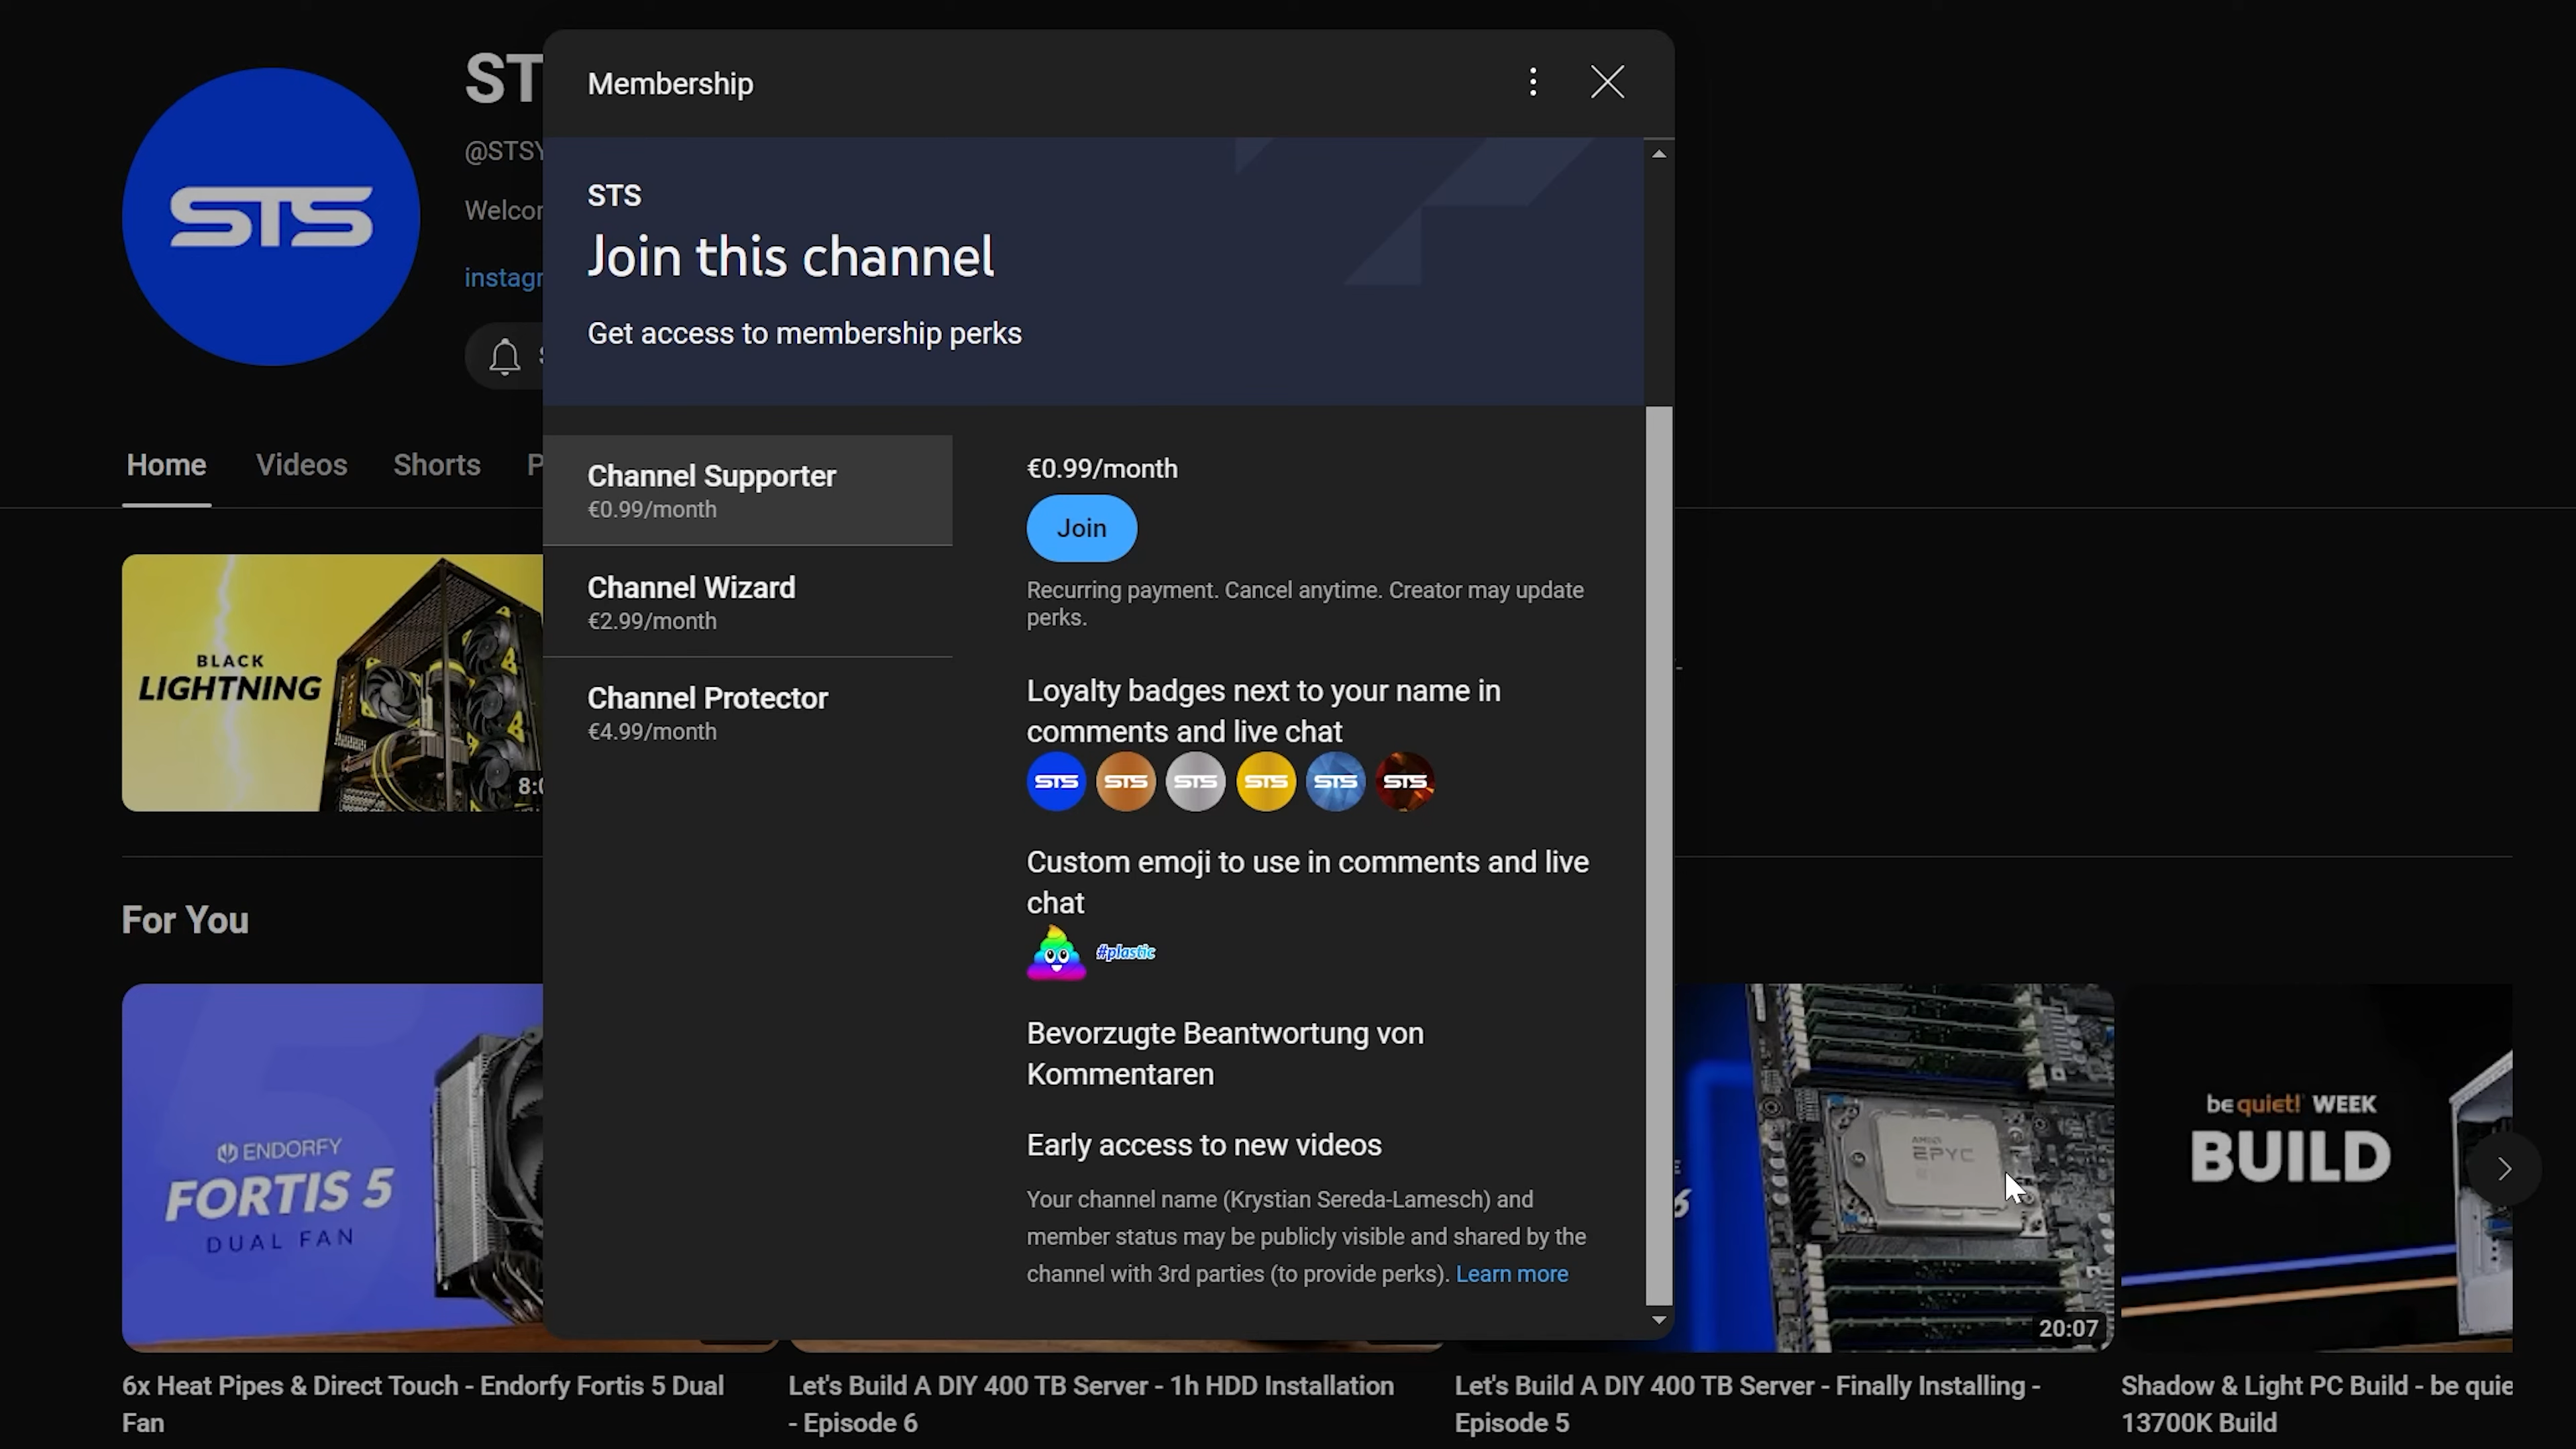 ST
@STSY
Welcor
instagr
STS
Home
Videos
Shorts
P
BLACK
LIGHTNING
For You
Membership
STS
Join this channel
Get access to membership perks
Channel Supporter
€0.99/month
Channel Wizard
€2.99/month
Channel Protector
€4.99/month
€0.99/month
Join
Recurring payment. Cancel anytime. Creator may update
perks.
Loyalty badges next to your name in
comments and live chat
STS STS STS STS STS STS
Custom emoji to use in comments and live
chat
#plastic
Bevorzugte Beantwortung von
Kommentaren
Early access to new videos
Your channel name (Krystian Sereda-Lamesch) and
member status may be publicly visible and shared by the
channel with 3rd parties (to provide perks). Learn more
ENDORFY
FORTIS 5
DUAL FAN
AMD
EPYC
20:07
be quiet! WEEK
BUILD
6x Heat Pipes & Direct Touch - Endorfy Fortis 5 Dual
Fan
Let's Build A DIY 400 TB Server - 1h HDD Installation
- Episode 6
Let's Build A DIY 400 TB Server - Finally Installing -
Episode 5
Shadow & Light PC Build - be quie
13700K Build